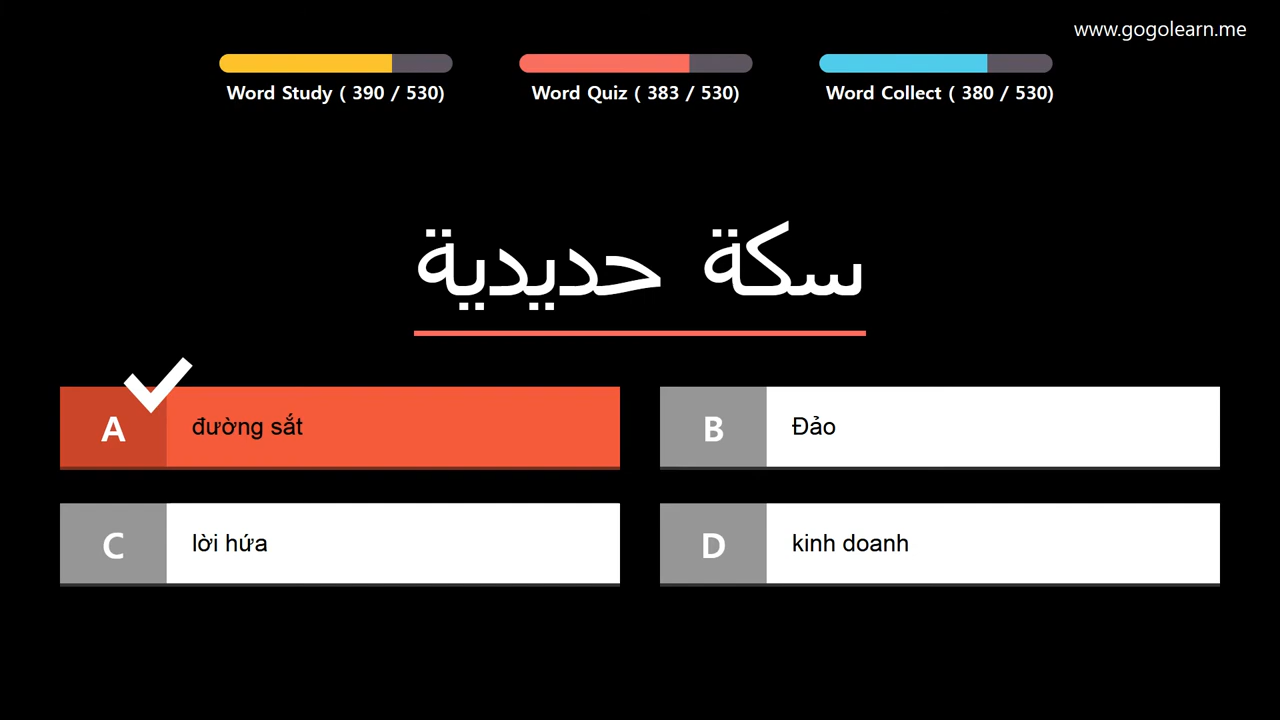 www.gogolearn.me
Word Study ( 390 / 530)
Word Quiz ( 383 / 530)
Word Collect ( 380 / 530)
سكة حديدية
A
đường sắt
B
Đảo
C
lời hứa
D
kinh doanh